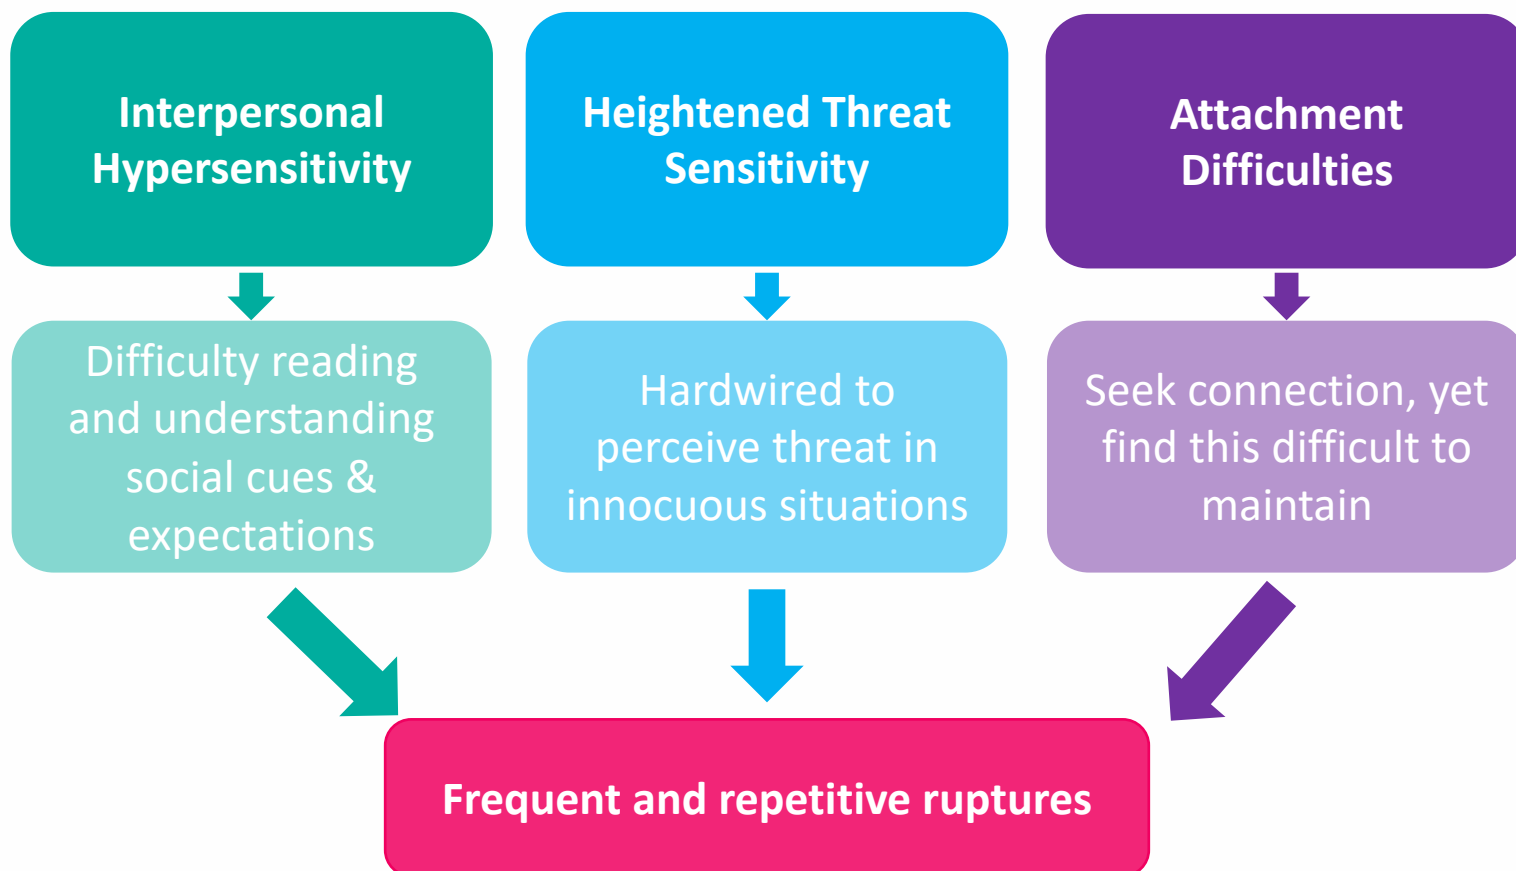 Interpersonal
Hypersensitivity
Heightened Threat
Sensitivity
Attachment
Difficulties
Difficulty reading
and understanding
social cues &
expectations
Hardwired to
perceive threat in
innocuous situations
Seek connection, yet
find this difficult to
maintain
Frequent and repetitive ruptures